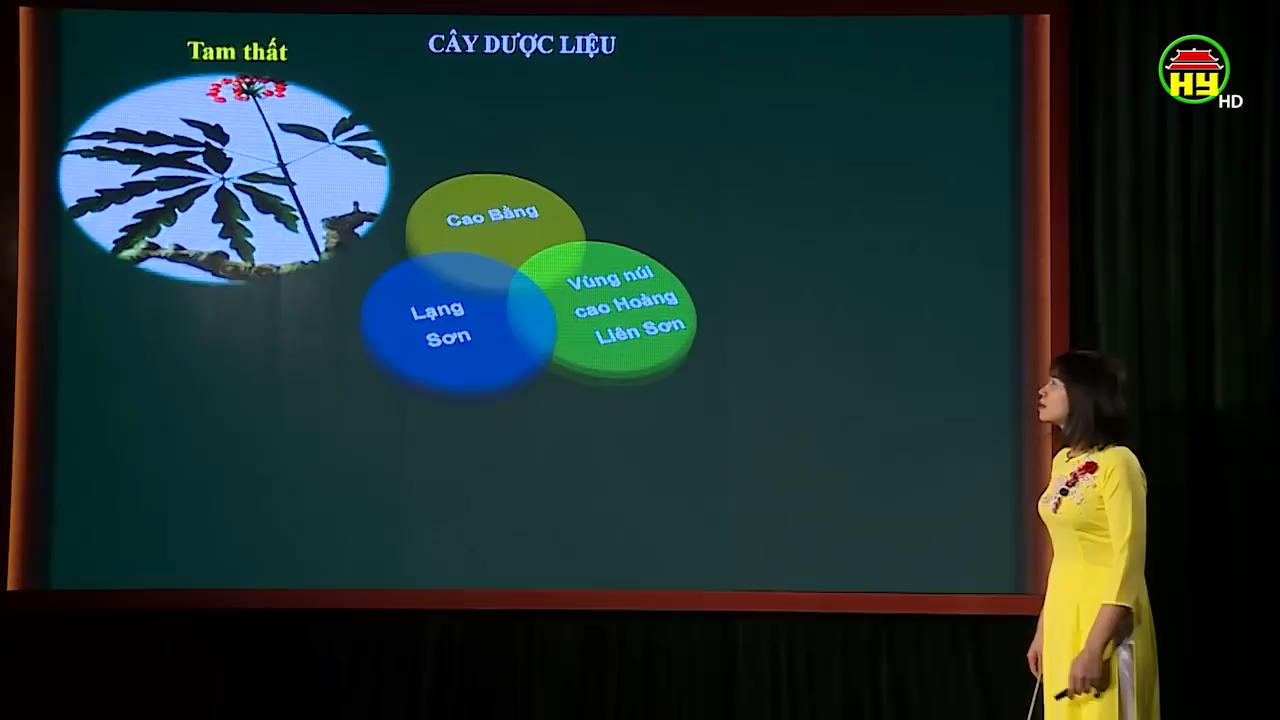 Tam thất
CÂY DƯỢC LIỆU
Cao Bằng
Lạng
Sơn
Vùng núi
cao Hoàng
Liên Sơn
HY
HD